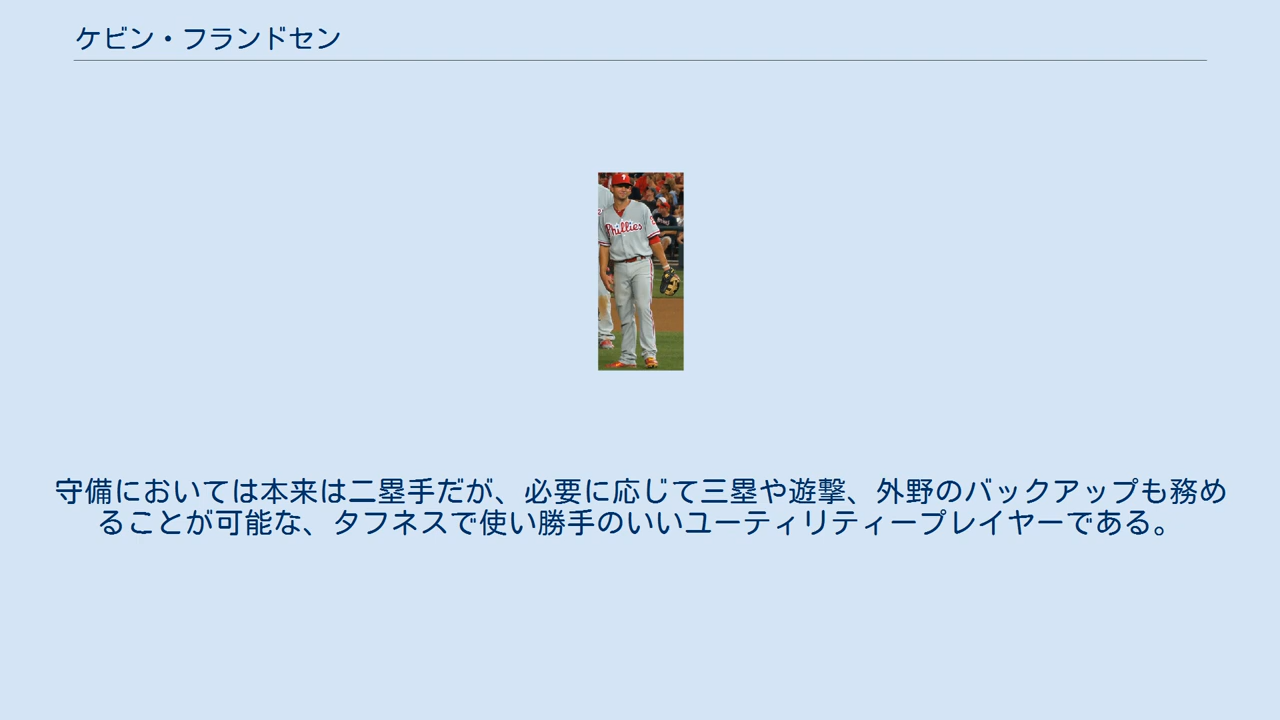 ケビン・フランドセン
Phillies
守備においては本来は二塁手だが、必要に応じて三塁や遊撃、外野のバックアップも務め
ることが可能な、タフネスで使い勝手のいいユーティリティープレイヤーである。